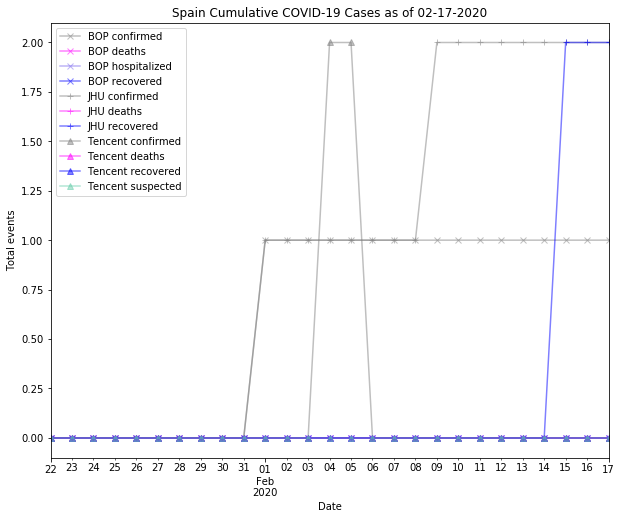 Spain Cumulative COVID-19 Cases as of 02-17-2020
BOP confirmed
BOP deaths
BOP hospitalized
BOP recovered
JHU confirmed
JHU deaths
JHU recovered
Tencent confirmed
Tencent deaths
Tencent recovered
Tencent suspected
Total events
2.00
1.75
1.50
1.25
1.00
0.75
0.50
0.25
0.00
22 23 24 25 26 27 28 29 30 31 01 02 03 04 05 06 07 08 09 10 11 12 13 14 15 16 17
Feb
2020
Date